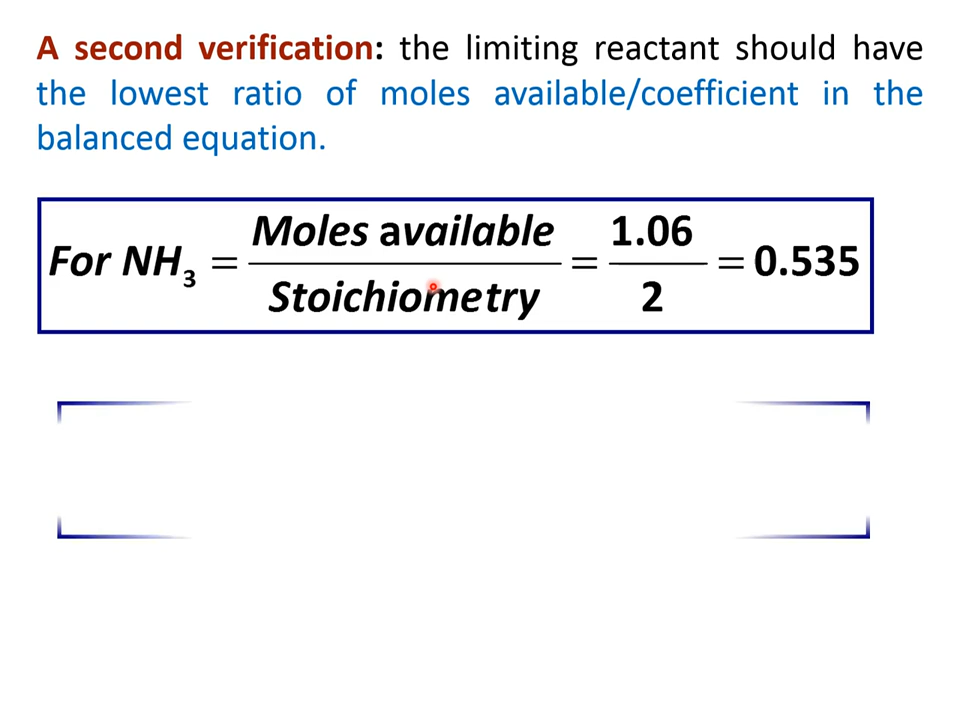 A second verification: the limiting reactant should have
the lowest ratio of moles available/coefficient in the
balanced equation.
For NH₃ = Moles available / Stoichiometry = 1.06 / 2 = 0.535